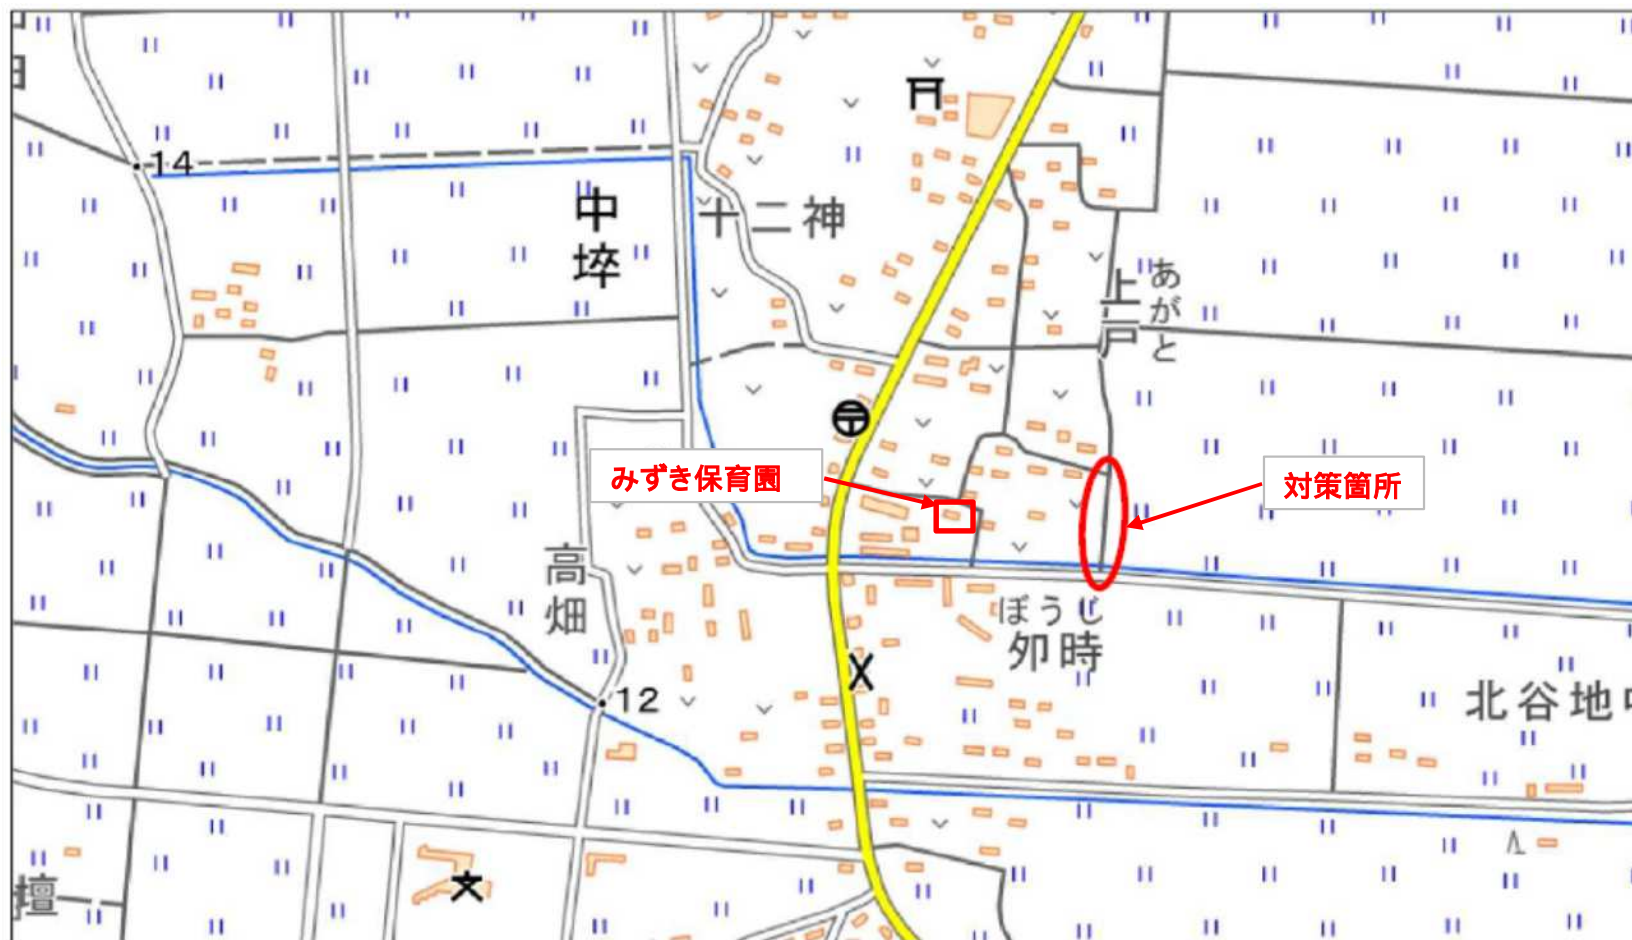 14
中埣
十二神
あがと
上戸
みずき保育園
対策箇所
高畑
ぼうじ
卯時
12
北谷地中
壇